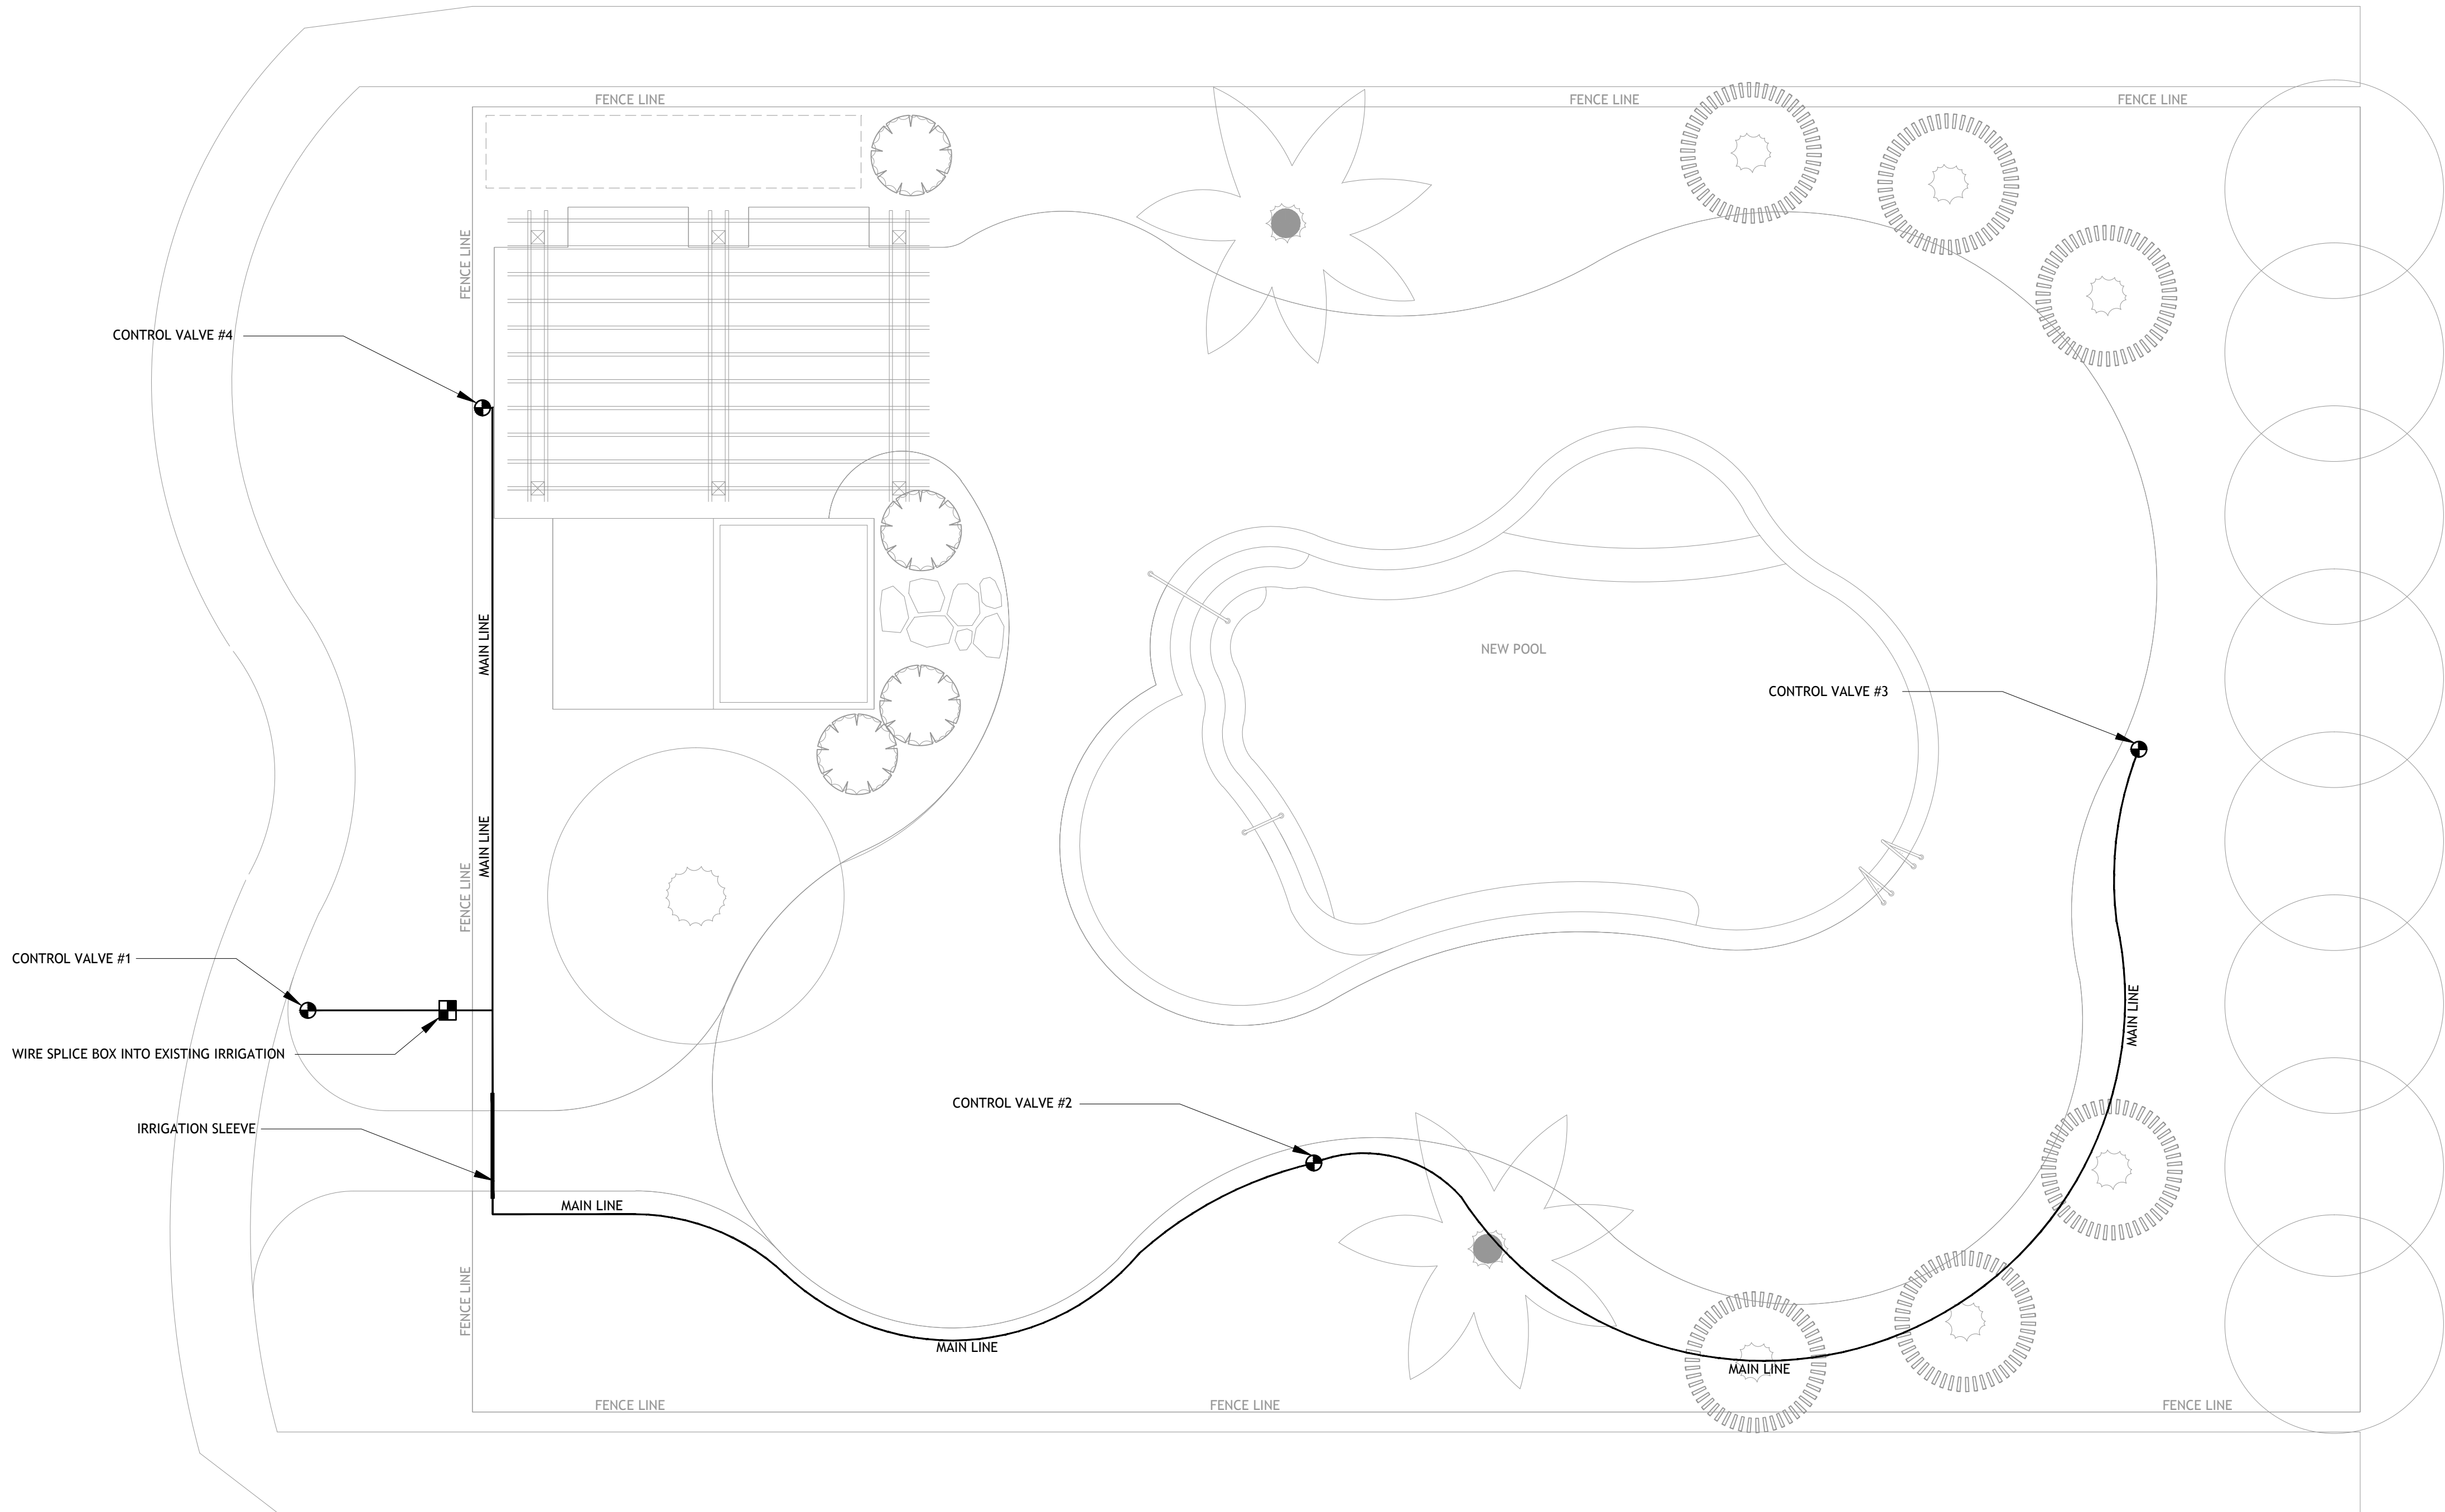 FENCE LINE
FENCE LINE
FENCE LINE
FENCE LINE
CONTROL VALVE #4
MAIN LINE
NEW POOL
CONTROL VALVE #3
MAIN LINE
FENCE LINE
CONTROL VALVE #1
MAIN LINE
WIRE SPLICE BOX INTO EXISTING IRRIGATION
CONTROL VALVE #2
IRRIGATION SLEEVE
MAIN LINE
FENCE LINE
MAIN LINE
MAIN LINE
FENCE LINE
FENCE LINE
FENCE LINE